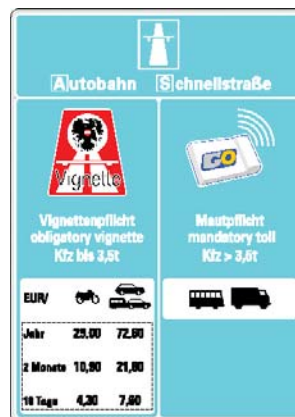 Autobahn Schnellstraße
Vignette
GO
Vignettenpflicht
obligatory vignette
Kfz bis 3,5t
Mautpflicht
mandatory toll
Kfz > 3,5t
EUR/
Jahr 29,00 72,60
2 Monate 10,90 21,80
10 Tage 4,30 7,60